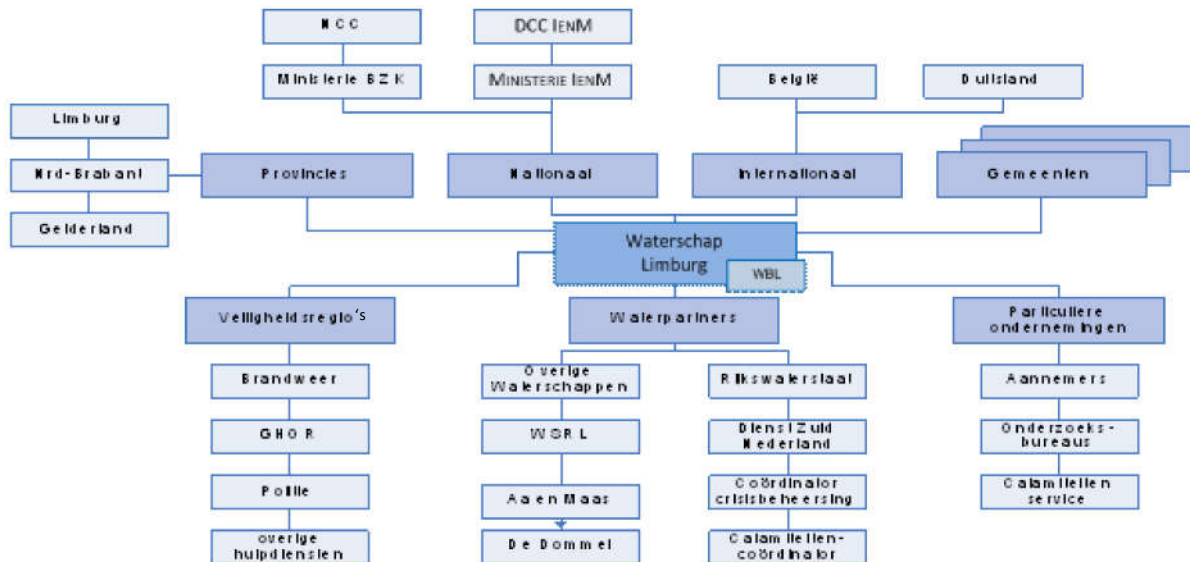 NCC
DCC IENM
Ministerie BZK
MINISTERIE IENM
België
Duitsland
Limburg
Nrd-Brabant
Provincies
Nationaal
Internationaal
Gemeenten
Gelderland
Waterschap
Limburg
WBL
Veiligheidsregio's
Waterpartners
Particuliere
ondernemingen
Brandweer
Overige
Waterschappen
Rijkswaterstaat
Aannemers
GHOR
WSRL
Dienst Zuid
Nederland
Onderzoeks-
bureaus
Politie
Aa en Maas
Coördinator
crisisbeheersing
Calamiteiten
service
overige
hulpdiensten
De Dommel
Calamiteiten-
coördinator